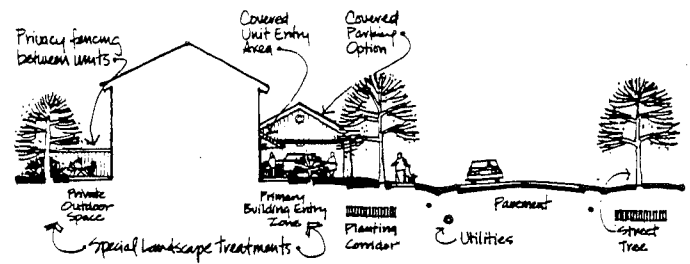 Privacy fencing
between units
Covered
Unit Entry
Area
Covered
Parking
Option
Private
Outdoor
Space
Primary
Building Entry
Zone
Special Landscape Treatments
Planting
Corridor
Utilities
Pavement
Street
Tree